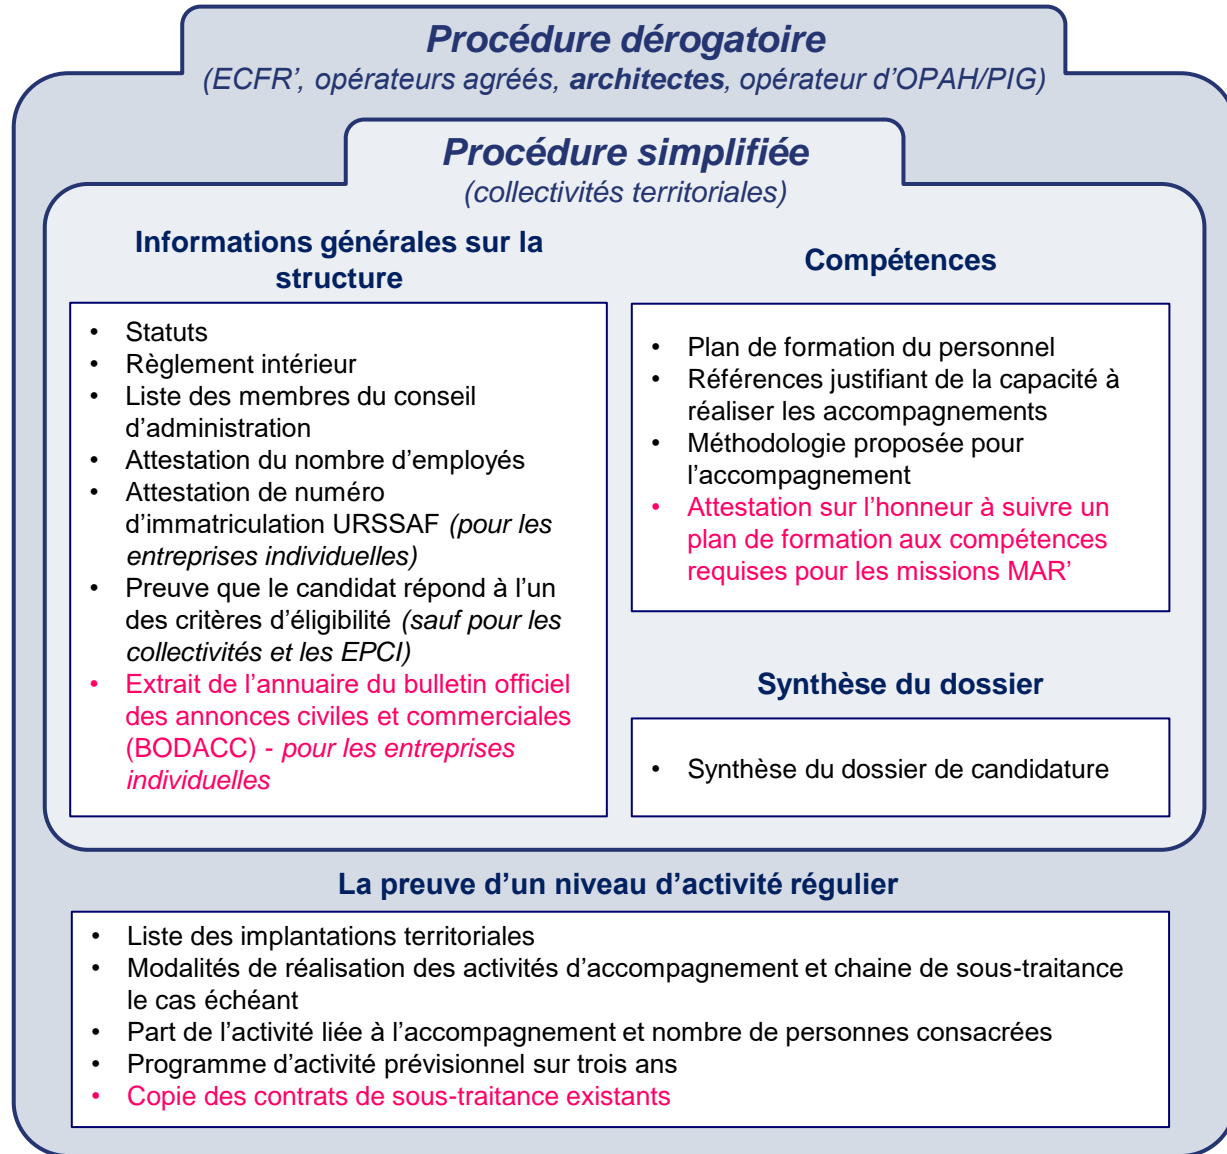 Procédure dérogatoire
(ECFR’, opérateurs agréés, architectes, opérateur d’OPAH/PIG)
Procédure simplifiée
(collectivités territoriales)
Informations générales sur la
structure
• Statuts
• Règlement intérieur
• Liste des membres du conseil
d’administration
• Attestation du nombre d’employés
• Attestation de numéro
d’immatriculation URSSAF (pour les
entreprises individuelles)
• Preuve que le candidat répond à l’un
des critères d’éligibilité (sauf pour les
collectivités et les EPCI)
• Extrait de l’annuaire du bulletin officiel
des annonces civiles et commerciales
(BODACC) - pour les entreprises
individuelles
Compétences
• Plan de formation du personnel
• Références justifiant de la capacité à
réaliser les accompagnements
• Méthodologie proposée pour
l’accompagnement
• Attestation sur l’honneur à suivre un
plan de formation aux compétences
requises pour les missions MAR’
Synthèse du dossier
• Synthèse du dossier de candidature
La preuve d’un niveau d’activité régulier
• Liste des implantations territoriales
• Modalités de réalisation des activités d’accompagnement et chaine de sous-traitance
le cas échéant
• Part de l’activité liée à l’accompagnement et nombre de personnes consacrées
• Programme d’activité prévisionnel sur trois ans
• Copie des contrats de sous-traitance existants